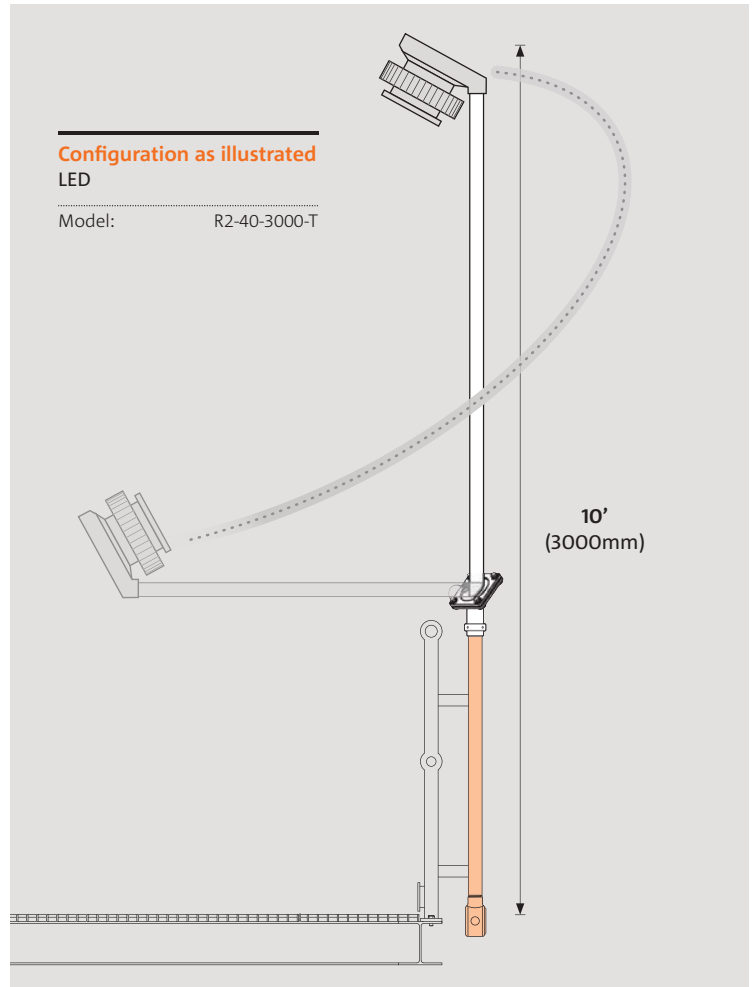 Configuration as illustrated
LED
Model: R2-40-3000-T
10’
(3000mm)